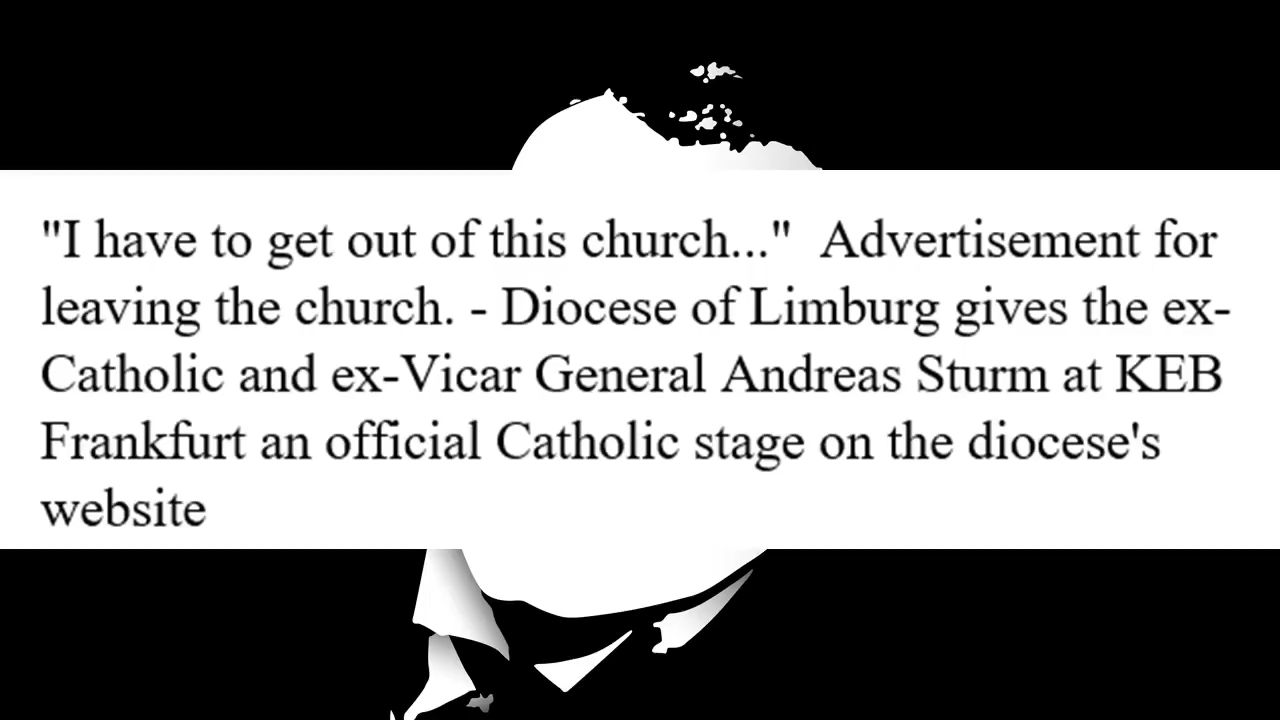 "I have to get out of this church..."  Advertisement for
leaving the church. - Diocese of Limburg gives the ex-
Catholic and ex-Vicar General Andreas Sturm at KEB
Frankfurt an official Catholic stage on the diocese's
website